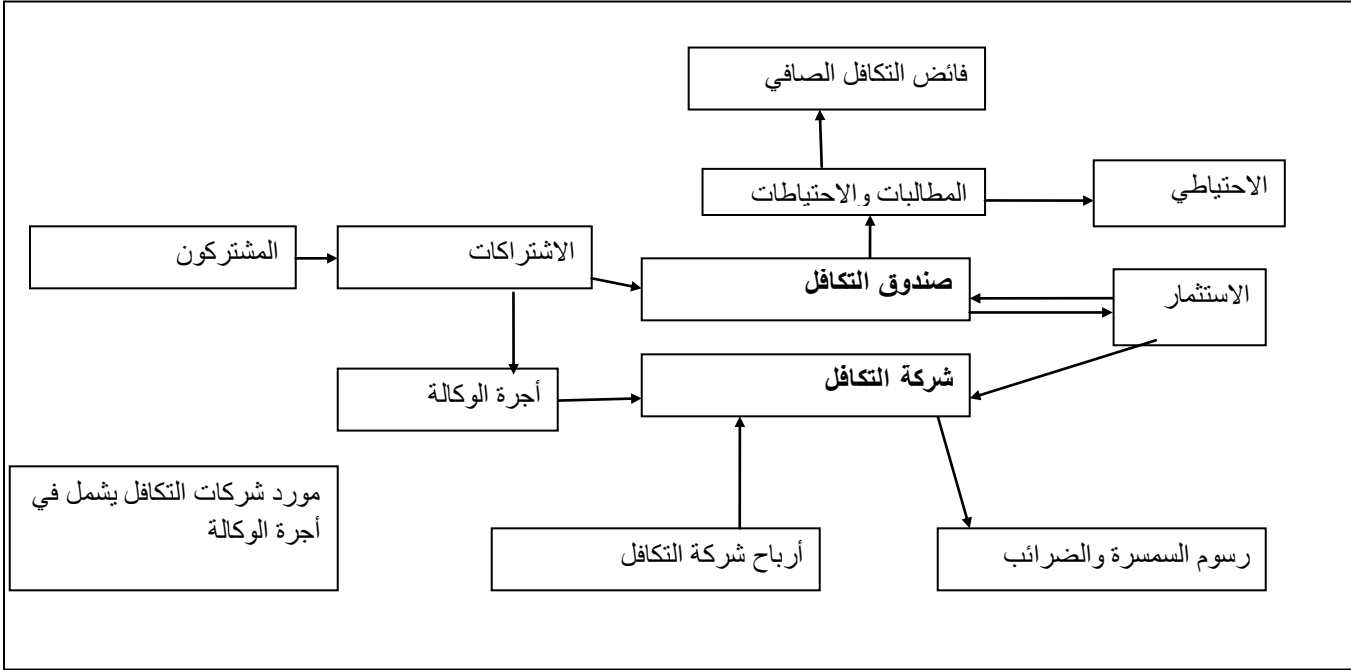 فائض التكافل الصافي
المطالبات والاحتياطات
الاحتياطي
المشتركون
الاشتراكات
صندوق التكافل
الاستثمار
شركة التكافل
أجرة الوكالة
مورد شركات التكافل يشمل في
أجرة الوكالة
أرباح شركة التكافل
رسوم السمسرة والضرائب